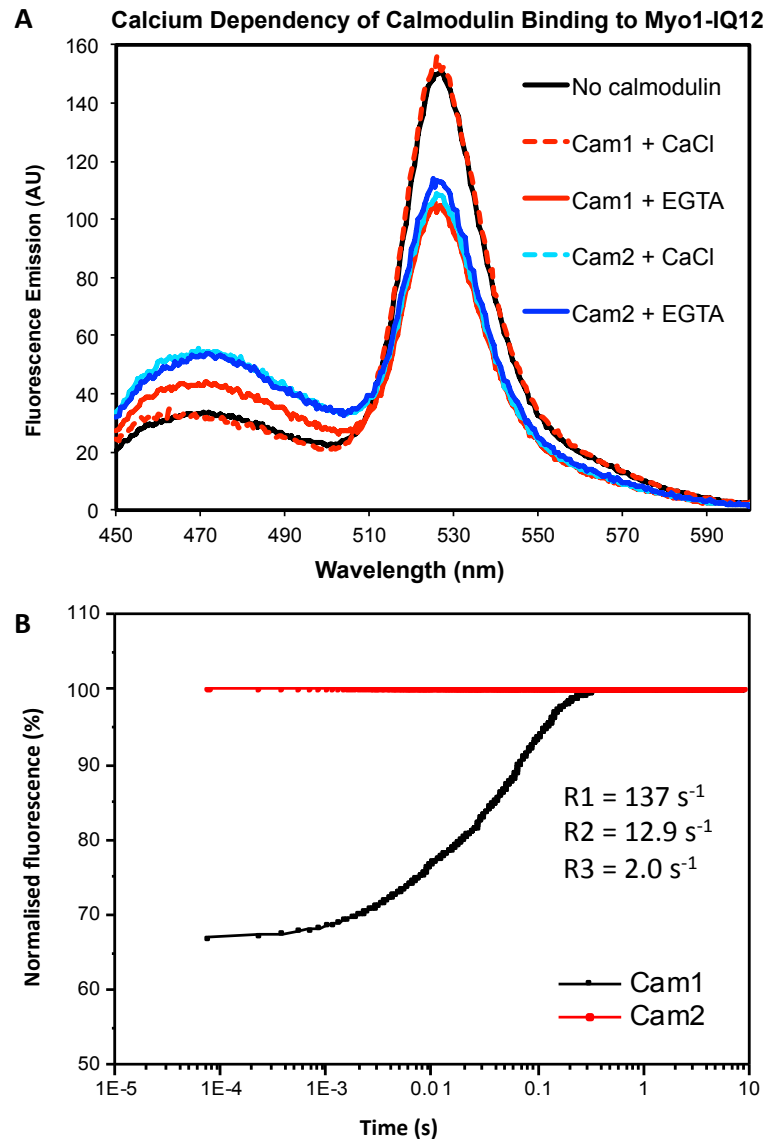 A Calcium Dependency of Calmodulin Binding to Myo1-IQ12
160
140
120
100
80
60
40
20
0
Fluorescence Emission (AU)
No calmodulin
Cam1 + CaCl
Cam1 + EGTA
Cam2 + CaCl
Cam2 + EGTA
450 470 490 510 530 550 570 590
Wavelength (nm)
B
110
100
90
80
70
60
50
Normalised fluorescence (%)
R1 = 137 s⁻¹
R2 = 12.9 s⁻¹
R3 = 2.0 s⁻¹
Cam1
Cam2
1E-5 1E-4 1E-3 0.01 0.1 1 10
Time (s)